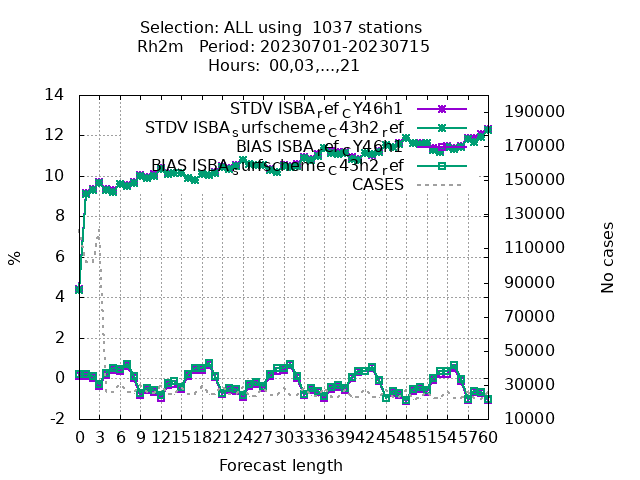 Selection: ALL using  1037 stations
Rh2m   Period: 20230701-20230715
Hours:  00,03,...,21
STDV ISBA_ref_CY46h1
STDV ISBA_surfscheme_C43h2_ref
BIAS ISBA_ref_CY46h1
BIAS ISBA_surfscheme_C43h2_ref
CASES
14
12
10
8
6
4
2
0
-2
%
190000
170000
150000
130000
110000
90000
70000
50000
30000
10000
No cases
0 3 6 9 12 15 18 21 24 27 30 33 36 39 42 45 48 51 54 57 60
Forecast length